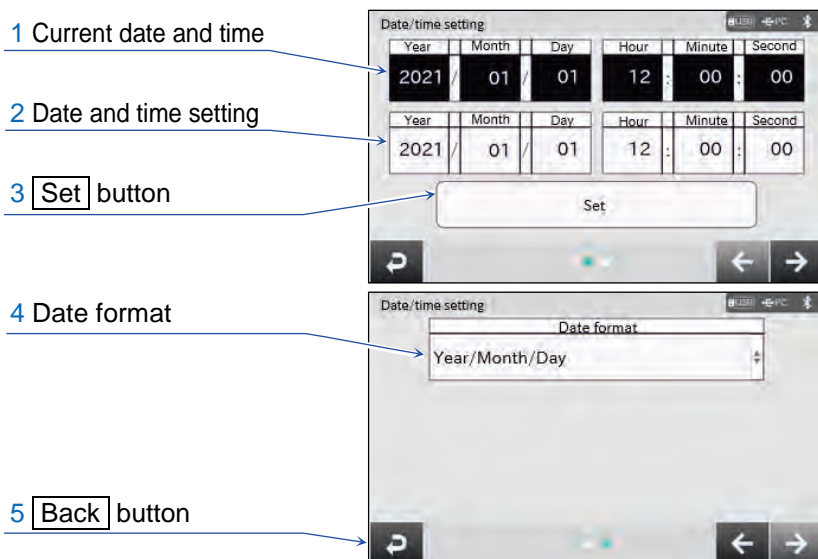 1 Current date and time
2 Date and time setting
3 Set button
Date/time setting
USB PC
Year Month Day Hour Minute Second
2021 / 01 / 01 12 : 00 : 00
Year Month Day Hour Minute Second
2021 / 01 / 01 12 : 00 : 00
Set
4 Date format
5 Back button
Date/time setting
USB PC
Date format
Year/Month/Day